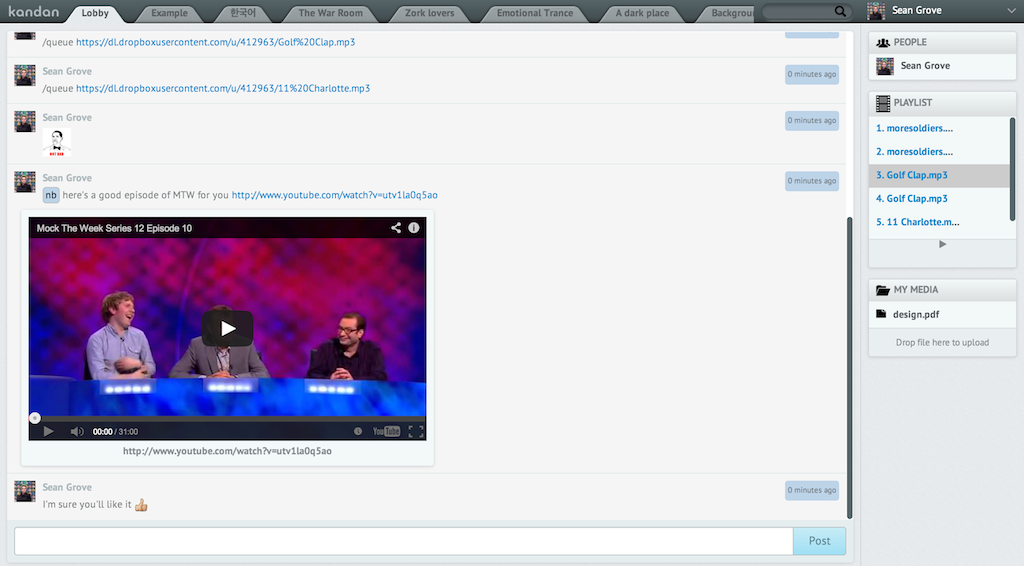 kandan Lobby Example 한국어 The War Room Zork lovers Emotional Trance A dark place Backgrou Sean Grove
/queue https://dl.dropboxusercontent.com/u/412963/Golf%20Clap.mp3
Sean Grove 0 minutes ago
/queue https://dl.dropboxusercontent.com/u/412963/11%20Charlotte.mp3
Sean Grove 0 minutes ago
NOT BAD
Sean Grove 0 minutes ago
nb here's a good episode of MTW for you http://www.youtube.com/watch?v=utv1la0q5ao
Mock The Week Series 12 Episode 10
00:00 / 31:00 YouTube
http://www.youtube.com/watch?v=utv1la0q5ao
Sean Grove 0 minutes ago
I'm sure you'll like it
Post
PEOPLE
Sean Grove
PLAYLIST
1. moresoldiers....
2. moresoldiers....
3. Golf Clap.mp3
4. Golf Clap.mp3
5. 11 Charlotte.m...
MY MEDIA
design.pdf
Drop file here to upload